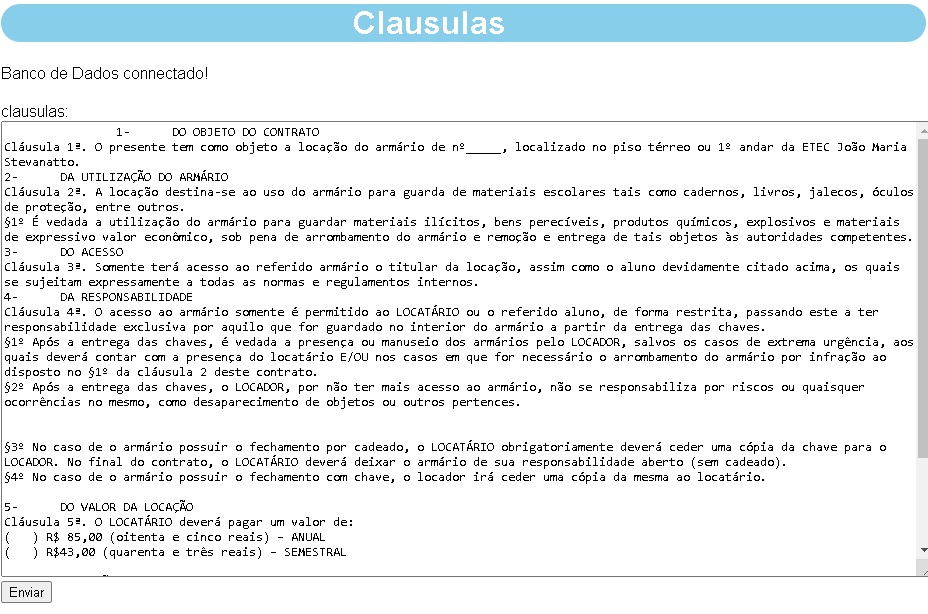 Clausulas
Banco de Dados connectado!
clausulas:
1- DO OBJETO DO CONTRATO
Cláusula 1ª. O presente tem como objeto a locação do armário de nº_____, localizado no piso térreo ou 1º andar da ETEC João Maria
Stevanatto.
2- DA UTILIZAÇÃO DO ARMÁRIO
Cláusula 2ª. A locação destina-se ao uso do armário para guarda de materiais escolares tais como cadernos, livros, jalecos, óculos
de proteção, entre outros.
§1º É vedada a utilização do armário para guardar materiais ilícitos, bens perecíveis, produtos químicos, explosivos e materiais
de expressivo valor econômico, sob pena de arrombamento do armário e remoção e entrega de tais objetos às autoridades competentes.
3- DO ACESSO
Cláusula 3ª. Somente terá acesso ao referido armário o titular da locação, assim como o aluno devidamente citado acima, os quais
se sujeitam expressamente a todas as normas e regulamentos internos.
4- DA RESPONSABILIDADE
Cláusula 4ª. O acesso ao armário somente é permitido ao LOCATÁRIO ou o referido aluno, de forma restrita, passando este a ter
responsabilidade exclusiva por aquilo que for guardado no interior do armário a partir da entrega das chaves.
§1º Após a entrega das chaves, é vedada a presença ou manuseio dos armários pelo LOCADOR, salvos os casos de extrema urgência, aos
quais deverá contar com a presença do locatário E/OU nos casos em que for necessário o arrombamento do armário por infração ao
disposto no §1º da cláusula 2 deste contrato.
§2º Após a entrega das chaves, o LOCADOR, por não ter mais acesso ao armário, não se responsabiliza por riscos ou quaisquer
ocorrências no mesmo, como desaparecimento de objetos ou outros pertences.
§3º No caso de o armário possuir o fechamento por cadeado, o LOCATÁRIO obrigatoriamente deverá ceder uma cópia da chave para o
LOCADOR. No final do contrato, o LOCATÁRIO deverá deixar o armário de sua responsabilidade aberto (sem cadeado).
§4º No caso de o armário possuir o fechamento com chave, o locador irá ceder uma cópia da mesma ao locatário.
5- DO VALOR DA LOCAÇÃO
Cláusula 5ª. O LOCATÁRIO deverá pagar um valor de:
(   ) R$ 85,00 (oitenta e cinco reais) – ANUAL
(   ) R$43,00 (quarenta e três reais) – SEMESTRAL
Enviar